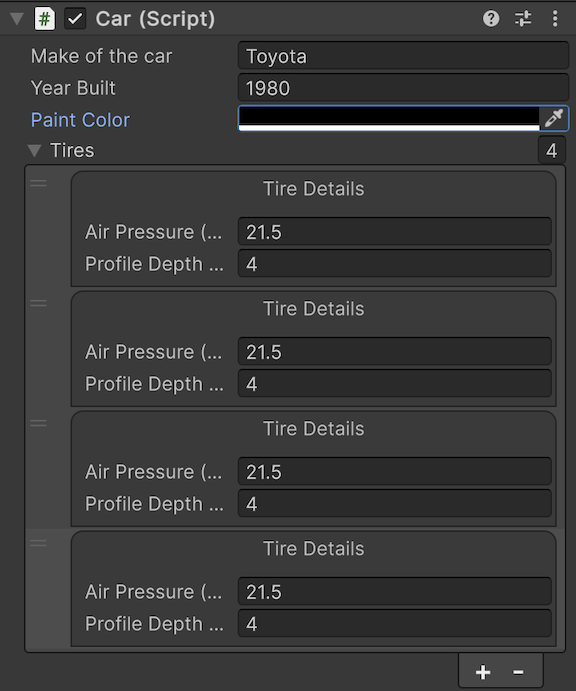 # Car (Script)
Make of the car Toyota
Year Built 1980
Paint Color
Tires 4
Tire Details
Air Pressure (... 21.5
Profile Depth ... 4
Tire Details
Air Pressure (... 21.5
Profile Depth ... 4
Tire Details
Air Pressure (... 21.5
Profile Depth ... 4
Tire Details
Air Pressure (... 21.5
Profile Depth ... 4
+ -